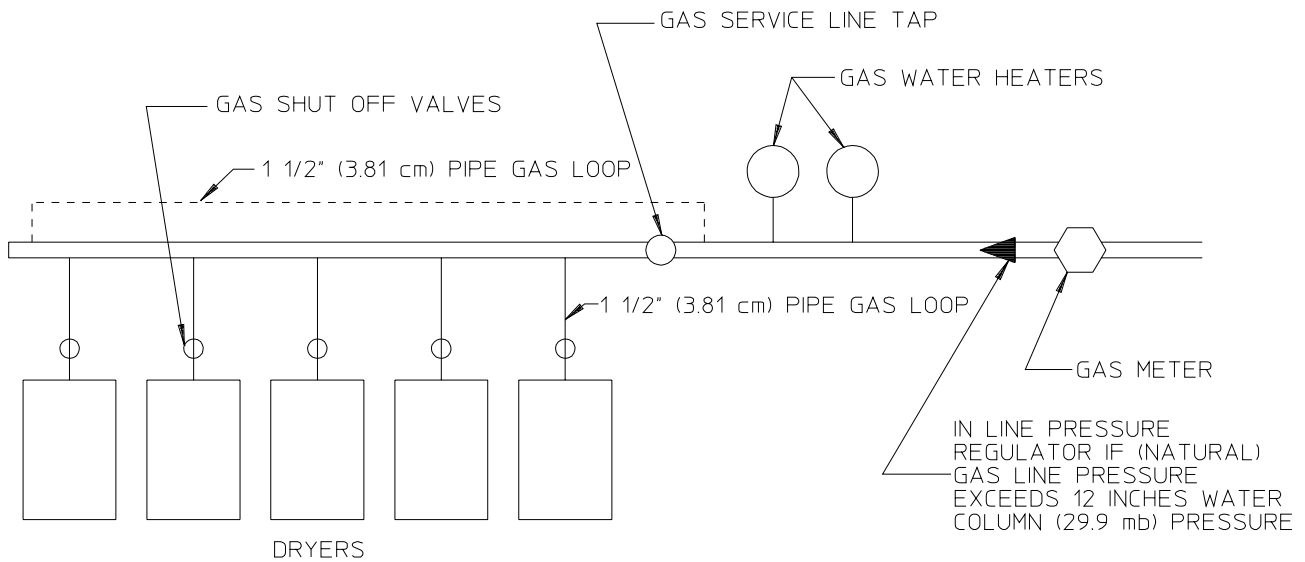 GAS SERVICE LINE TAP
GAS WATER HEATERS
GAS SHUT OFF VALVES
1 1/2" (3.81 cm) PIPE GAS LOOP
1 1/2" (3.81 cm) PIPE GAS LOOP
GAS METER
IN LINE PRESSURE
REGULATOR IF (NATURAL)
GAS LINE PRESSURE
EXCEEDS 12 INCHES WATER
COLUMN (29.9 mb) PRESSURE
DRYERS